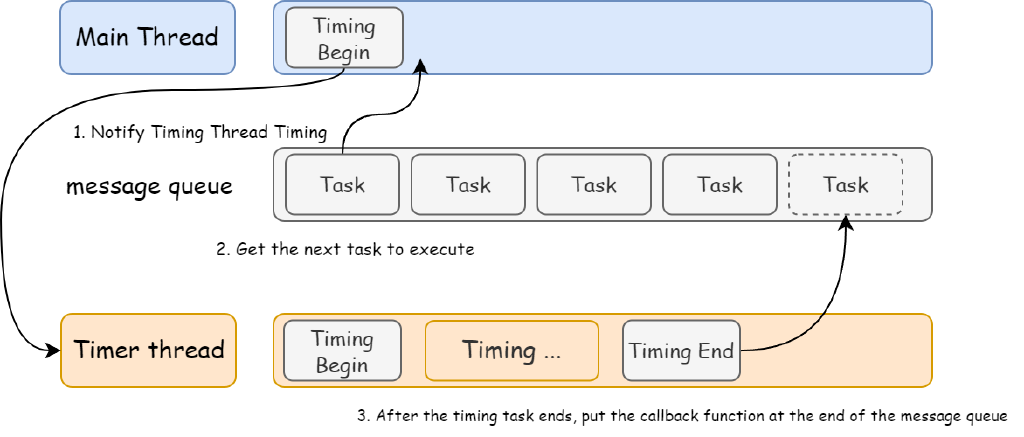 Main Thread
Timing
Begin
1. Notify Timing Thread Timing
message queue
Task
Task
Task
Task
Task
2. Get the next task to execute
Timer thread
Timing
Begin
Timing ...
Timing End
3. After the timing task ends, put the callback function at the end of the message queue